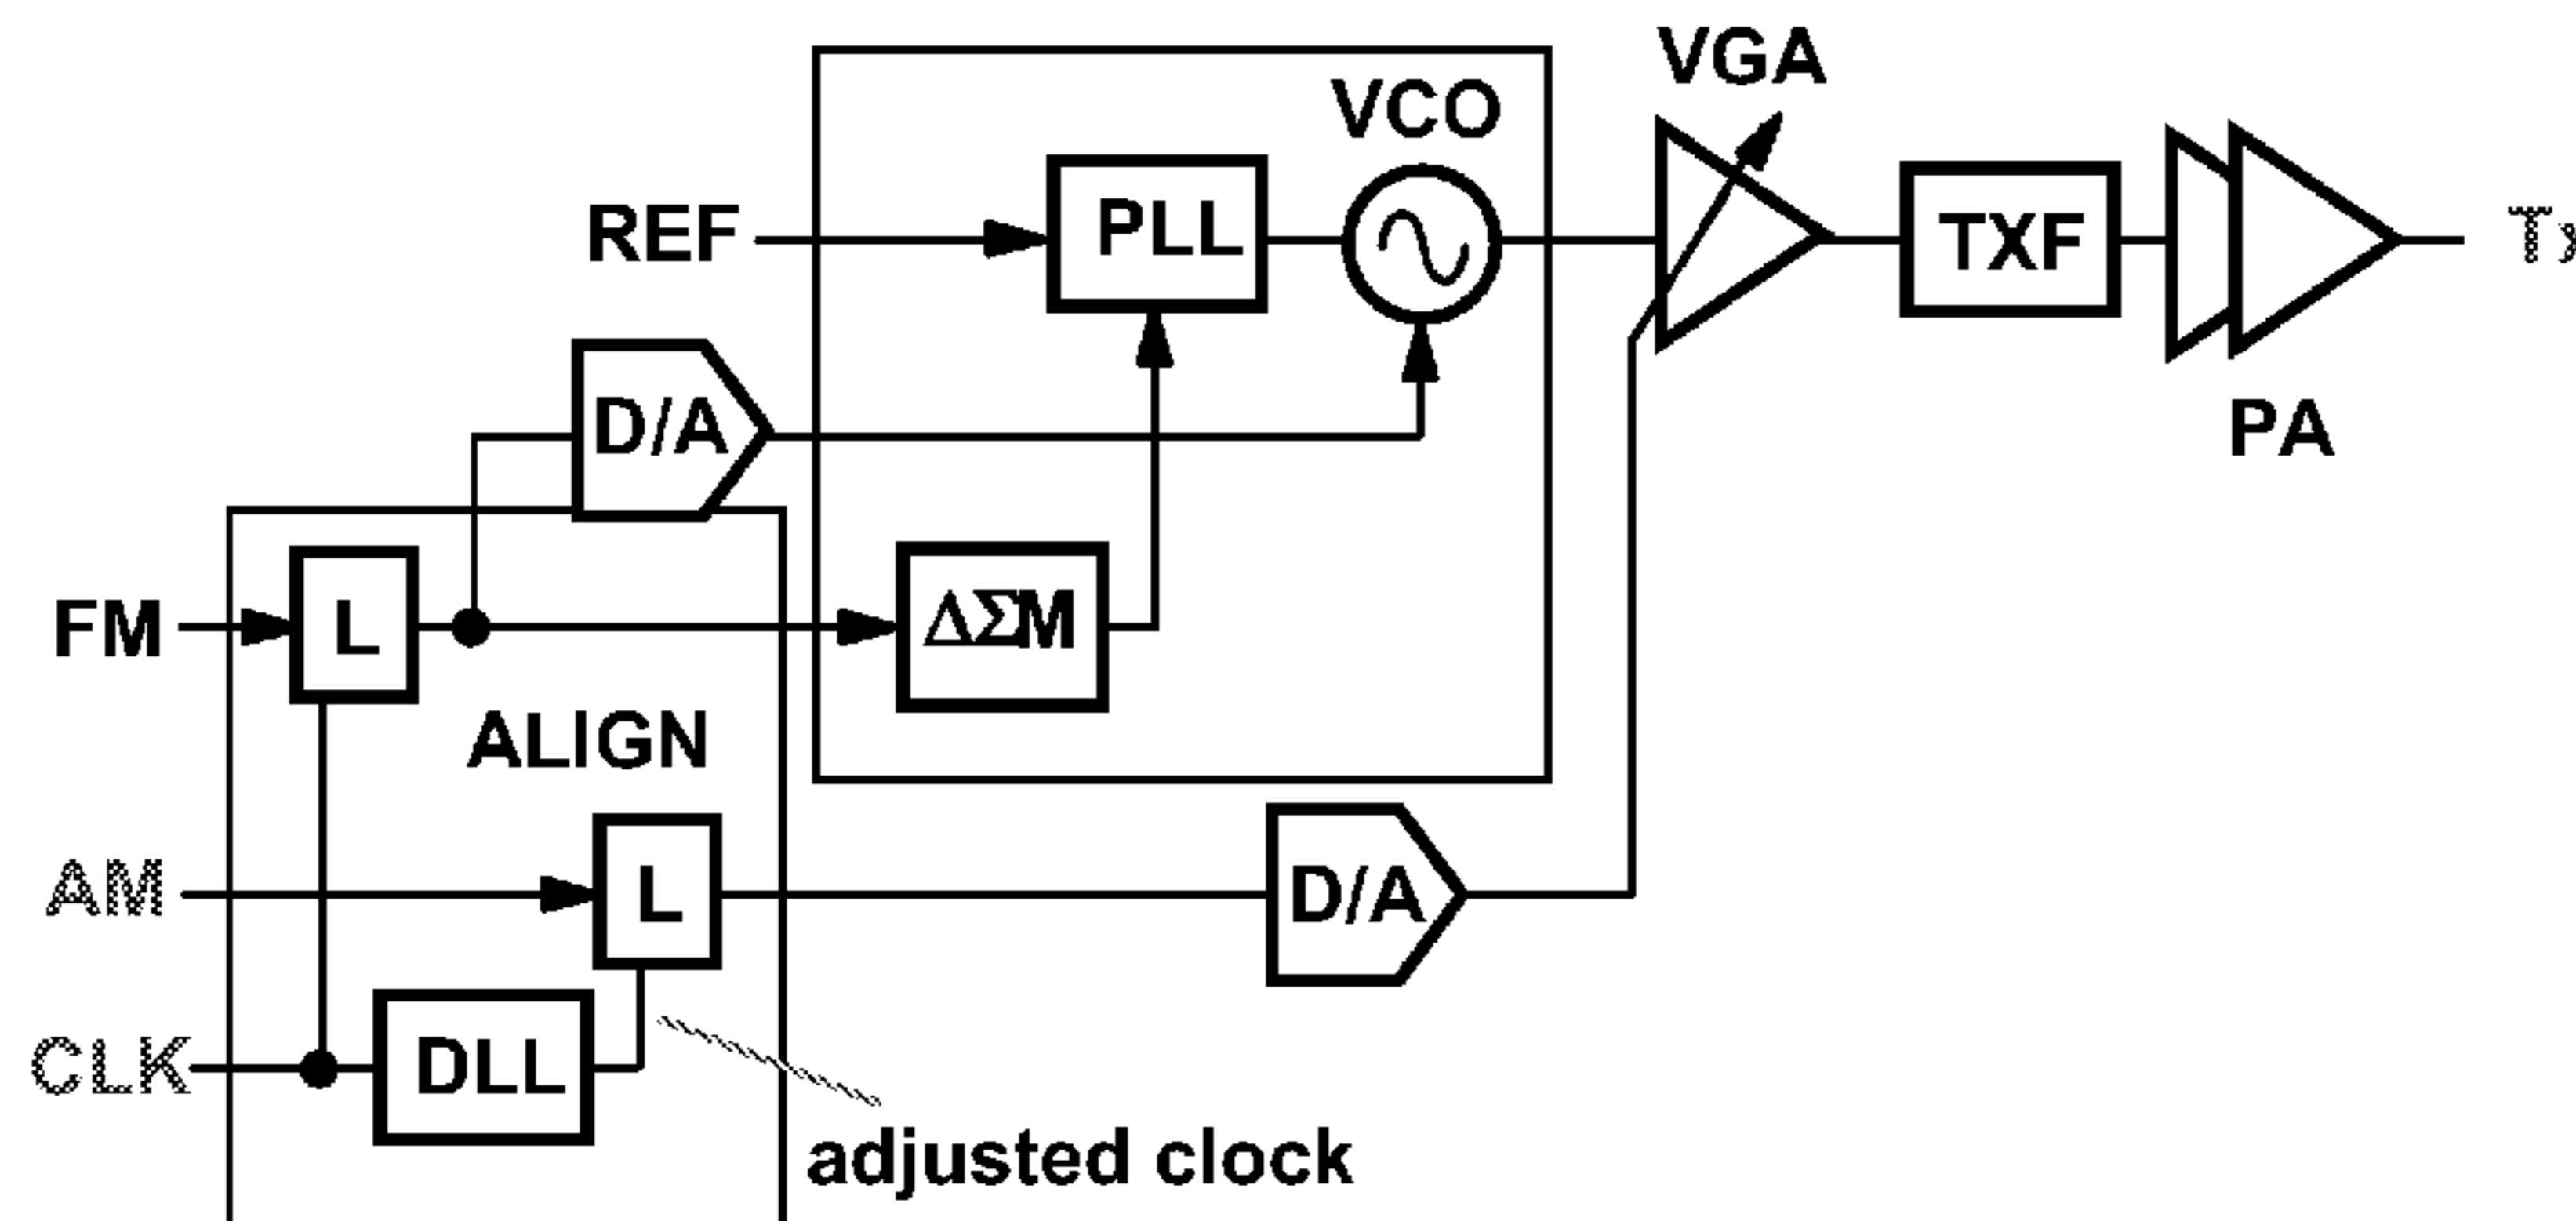 VGA
VCO
REF
PLL
TXF
D/A
PA
FM
L
ΔΣM
ALIGN
AM
L
D/A
CLK
DLL
adjusted clock